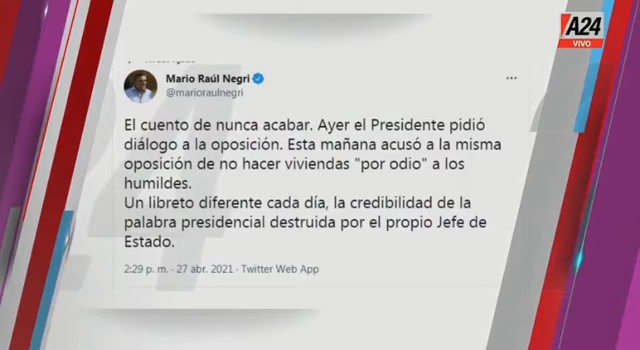 A24
VIVO
Mario Raúl Negri
@marioraulnegri
El cuento de nunca acabar. Ayer el Presidente pidió
diálogo a la oposición. Esta mañana acusó a la misma
oposición de no hacer viviendas "por odio" a los
humildes.
Un libreto diferente cada día, la credibilidad de la
palabra presidencial destruida por el propio Jefe de
Estado.
2:29 p. m. · 27 abr. 2021 · Twitter Web App